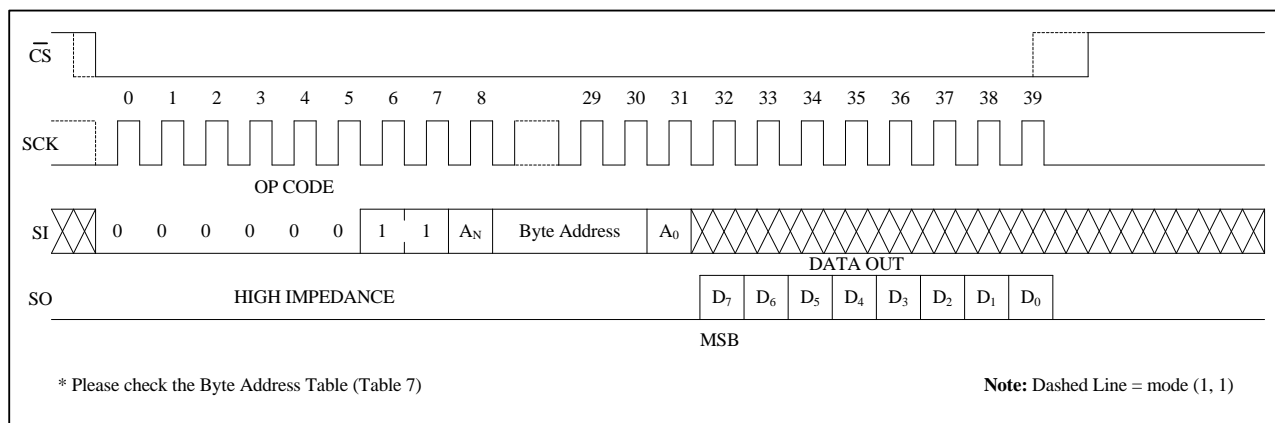 CS
0 1 2 3 4 5 6 7 8 29 30 31 32 33 34 35 36 37 38 39
SCK
OP CODE
SI 0 0 0 0 0 0 1 1 AN Byte Address A0
DATA OUT
SO HIGH IMPEDANCE D7 D6 D5 D4 D3 D2 D1 D0
MSB
* Please check the Byte Address Table (Table 7) Note: Dashed Line = mode (1, 1)